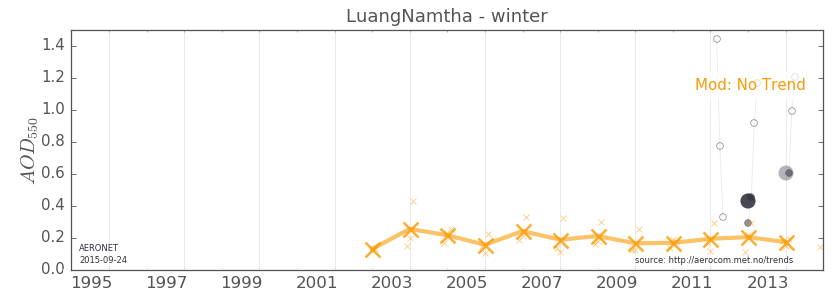 LuangNamtha - winter
1.4
1.2
1.0
0.8
0.6
0.4
0.2
0.0
AOD550
Mod: No Trend
AERONET
2015-09-24
source: http://aerocom.met.no/trends
1995 1997 1999 2001 2003 2005 2007 2009 2011 2013